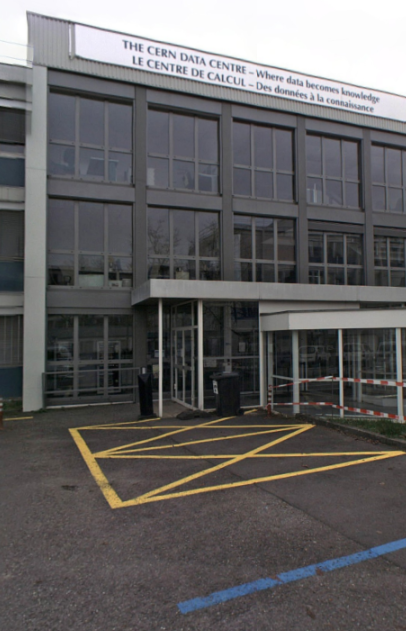 THE CERN DATA CENTRE – Where data becomes knowledge
LE CENTRE DE CALCUL – Des données à la connaissance